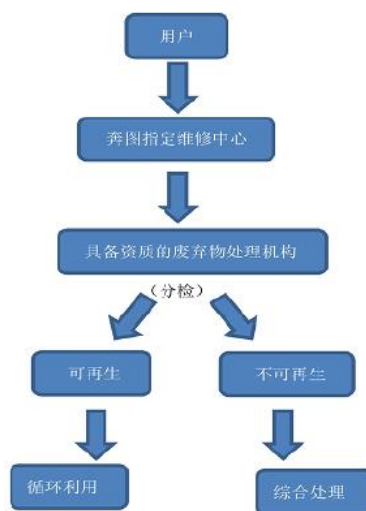 用户
奔图指定维修中心
具备资质的废弃物处理机构
（分检）
可再生
不可再生
循环利用
综合处理